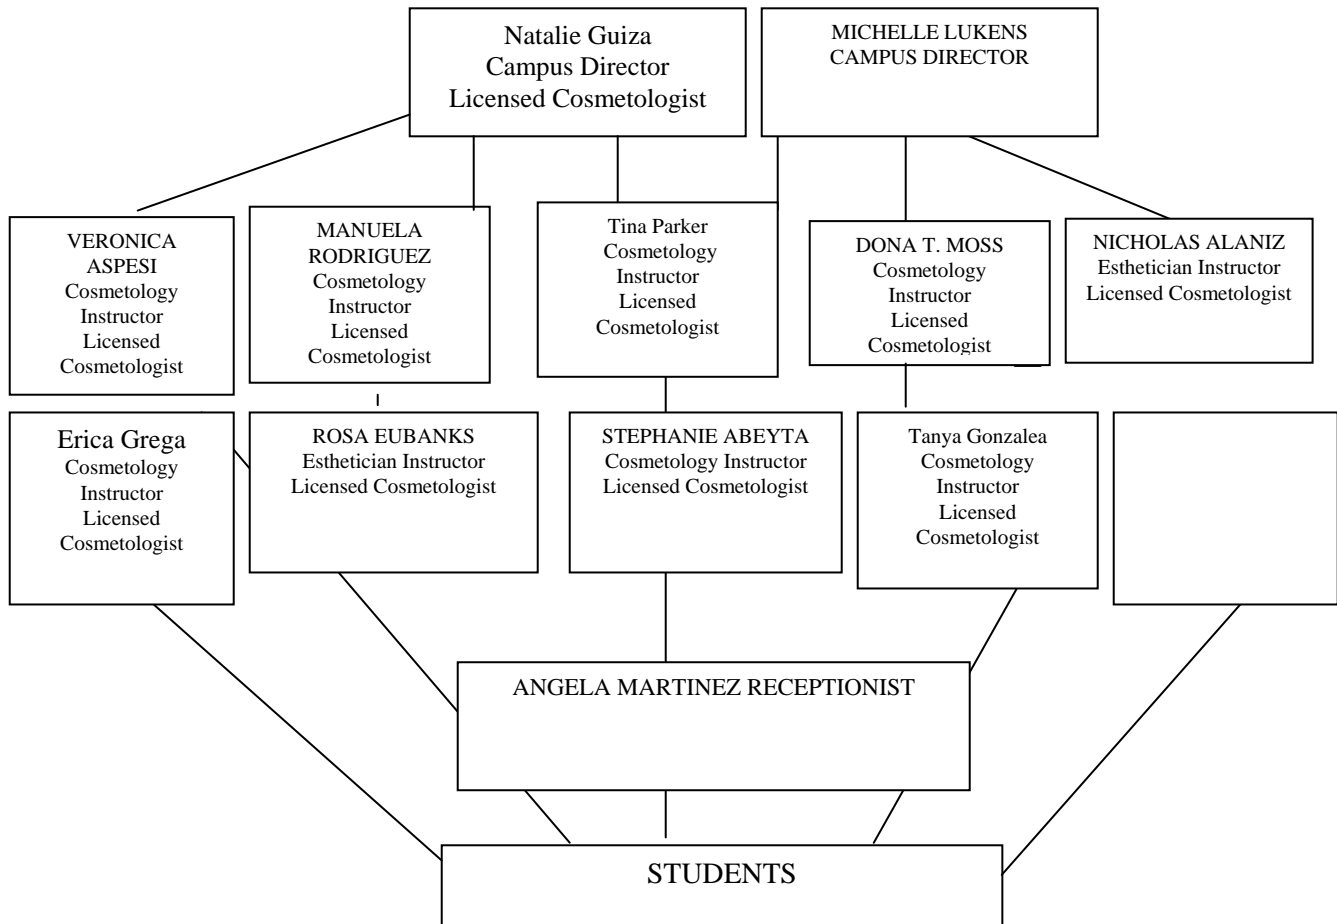 Natalie Guiza
Campus Director
Licensed Cosmetologist
MICHELLE LUKENS
CAMPUS DIRECTOR
VERONICA
ASPESI
Cosmetology
Instructor
Licensed
Cosmetologist
MANUELA
RODRIGUEZ
Cosmetology
Instructor
Licensed
Cosmetologist
Tina Parker
Cosmetology
Instructor
Licensed
Cosmetologist
DONA T. MOSS
Cosmetology
Instructor
Licensed
Cosmetologist
NICHOLAS ALANIZ
Esthetician Instructor
Licensed Cosmetologist
Erica Grega
Cosmetology
Instructor
Licensed
Cosmetologist
ROSA EUBANKS
Esthetician Instructor
Licensed Cosmetologist
STEPHANIE ABEYTA
Cosmetology Instructor
Licensed Cosmetologist
Tanya Gonzalea
Cosmetology
Instructor
Licensed
Cosmetologist
ANGELA MARTINEZ RECEPTIONIST
STUDENTS